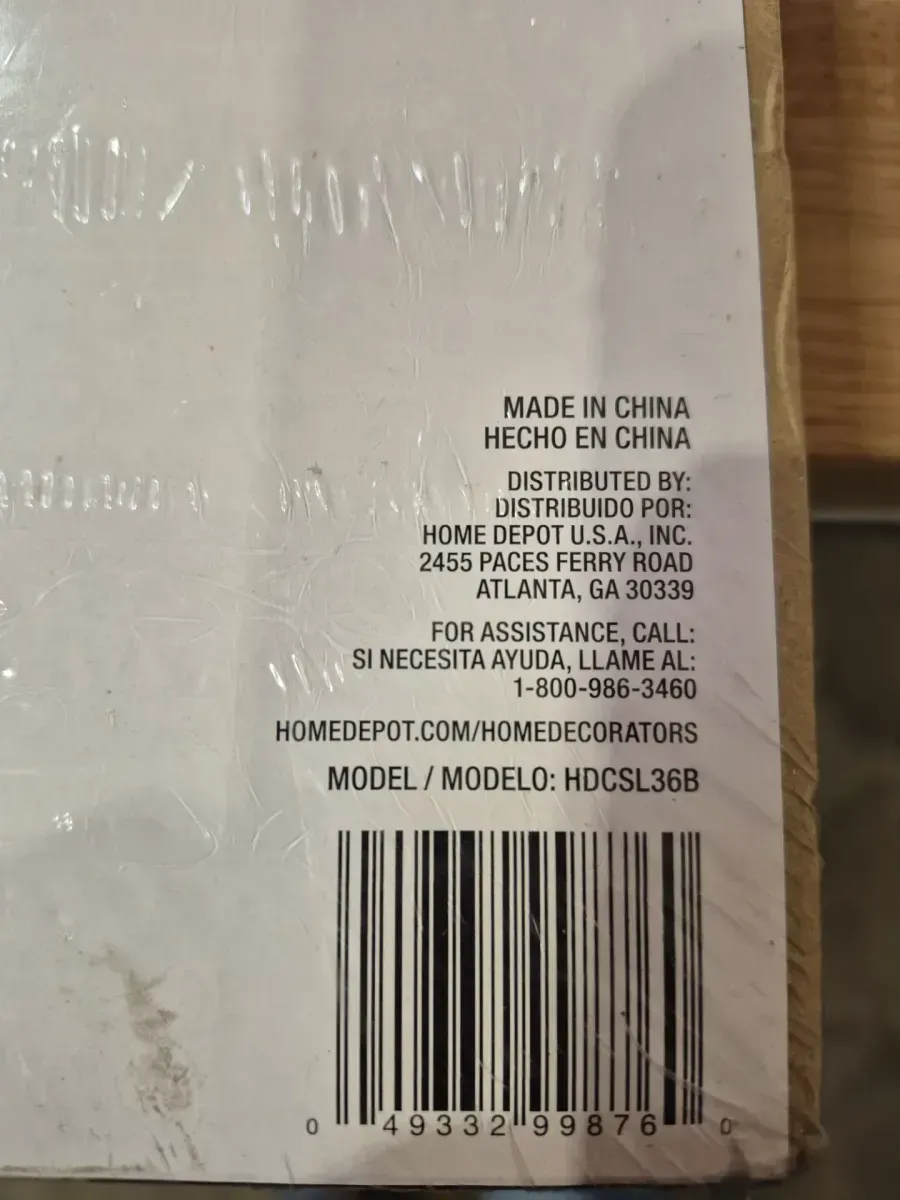 MADE IN CHINA
HECHO EN CHINA
DISTRIBUTED BY:
DISTRIBUIDO POR:
HOME DEPOT U.S.A., INC.
2455 PACES FERRY ROAD
ATLANTA, GA 30339
FOR ASSISTANCE, CALL:
SI NECESITA AYUDA, LLAME AL:
1-800-986-3460
HOMEDEPOT.COM/HOMEDECORATORS
MODEL / MODELO: HDCSL36B
0 49332 99876 0